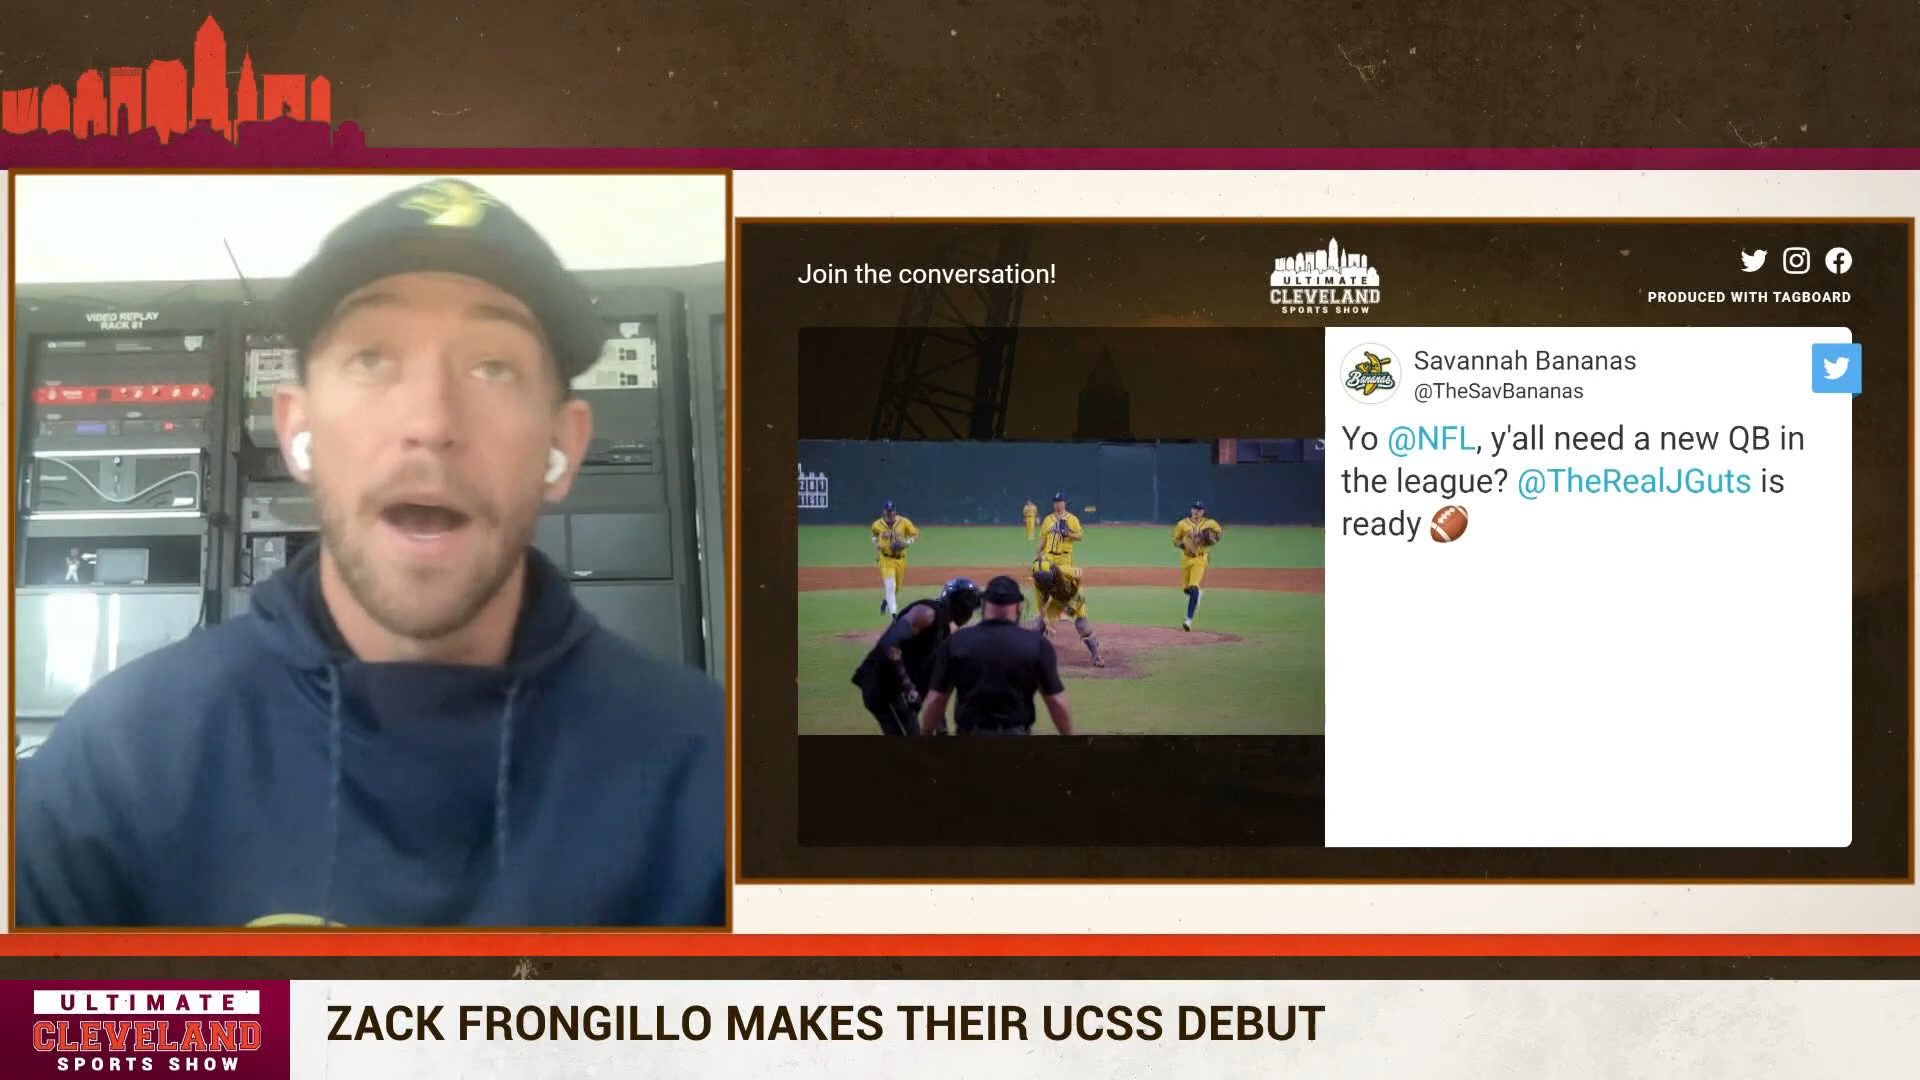 VIDEO REPLAY
RACK #1
Join the conversation!
ULTIMATE
CLEVELAND
SPORTS SHOW
PRODUCED WITH TAGBOARD
Bananas
Savannah Bananas
@TheSavBananas
Yo @NFL, y'all need a new QB in
the league? @TheRealJGuts is
ready 🏈
ULTIMATE
CLEVELAND
SPORTS SHOW
ZACK FRONGILLO MAKES THEIR UCSS DEBUT